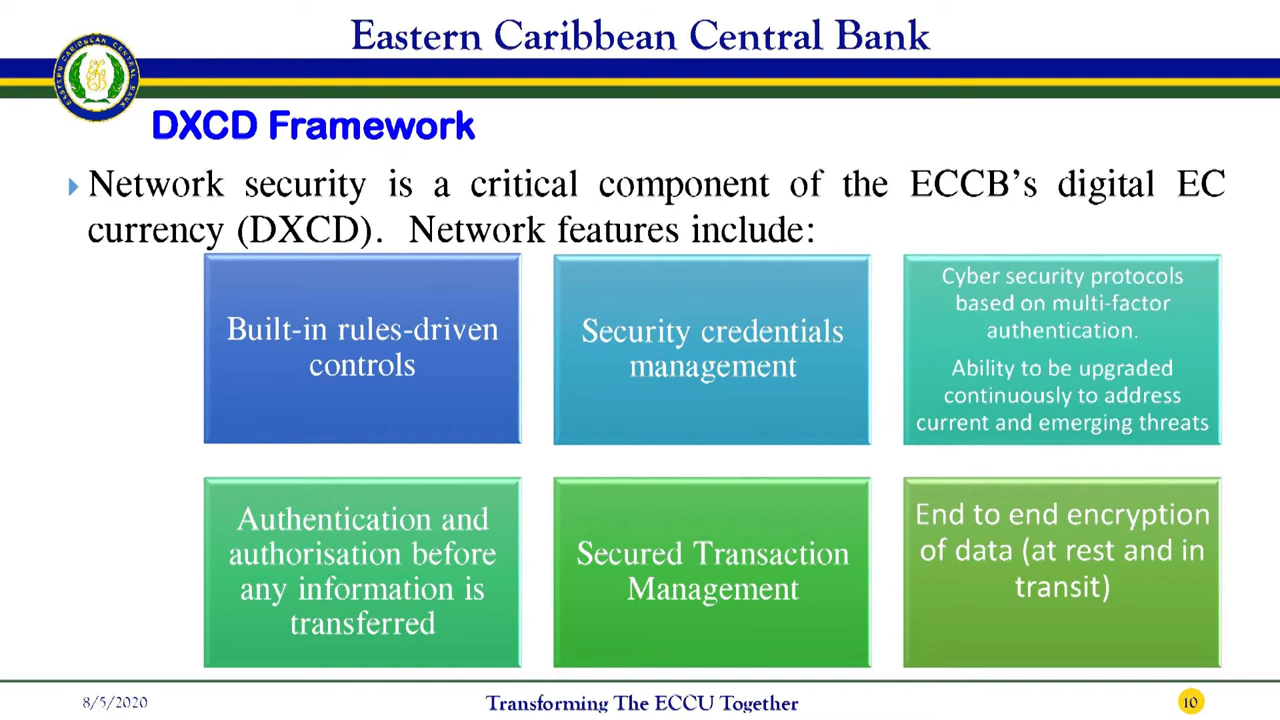 Eastern Caribbean Central Bank
EASTERN CARIBBEAN CENTRAL BANK
DXCD Framework
Network security is a critical component of the ECCB’s digital EC
currency (DXCD). Network features include:
Built-in rules-driven
controls
Security credentials
management
Cyber security protocols
based on multi-factor
authentication.
Ability to be upgraded
continuously to address
current and emerging threats
Authentication and
authorisation before
any information is
transferred
Secured Transaction
Management
End to end encryption
of data (at rest and in
transit)
8/5/2020
Transforming The ECCU Together
10